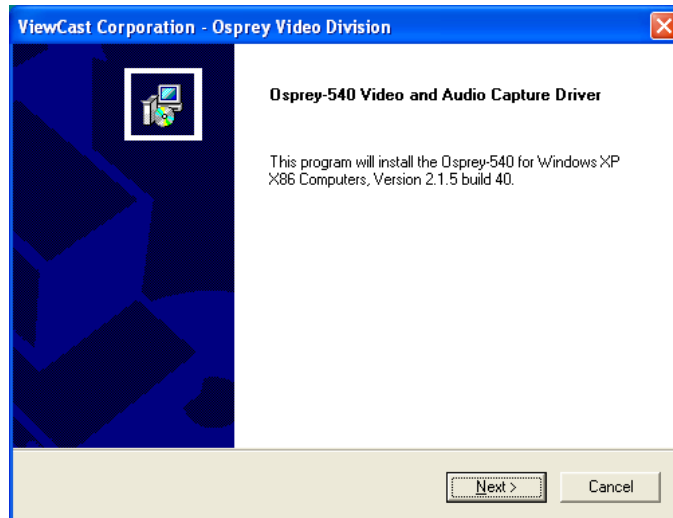 ViewCast Corporation - Osprey Video Division
Osprey-540 Video and Audio Capture Driver
This program will install the Osprey-540 for Windows XP
X86 Computers, Version 2.1.5 build 40.
Next >
Cancel